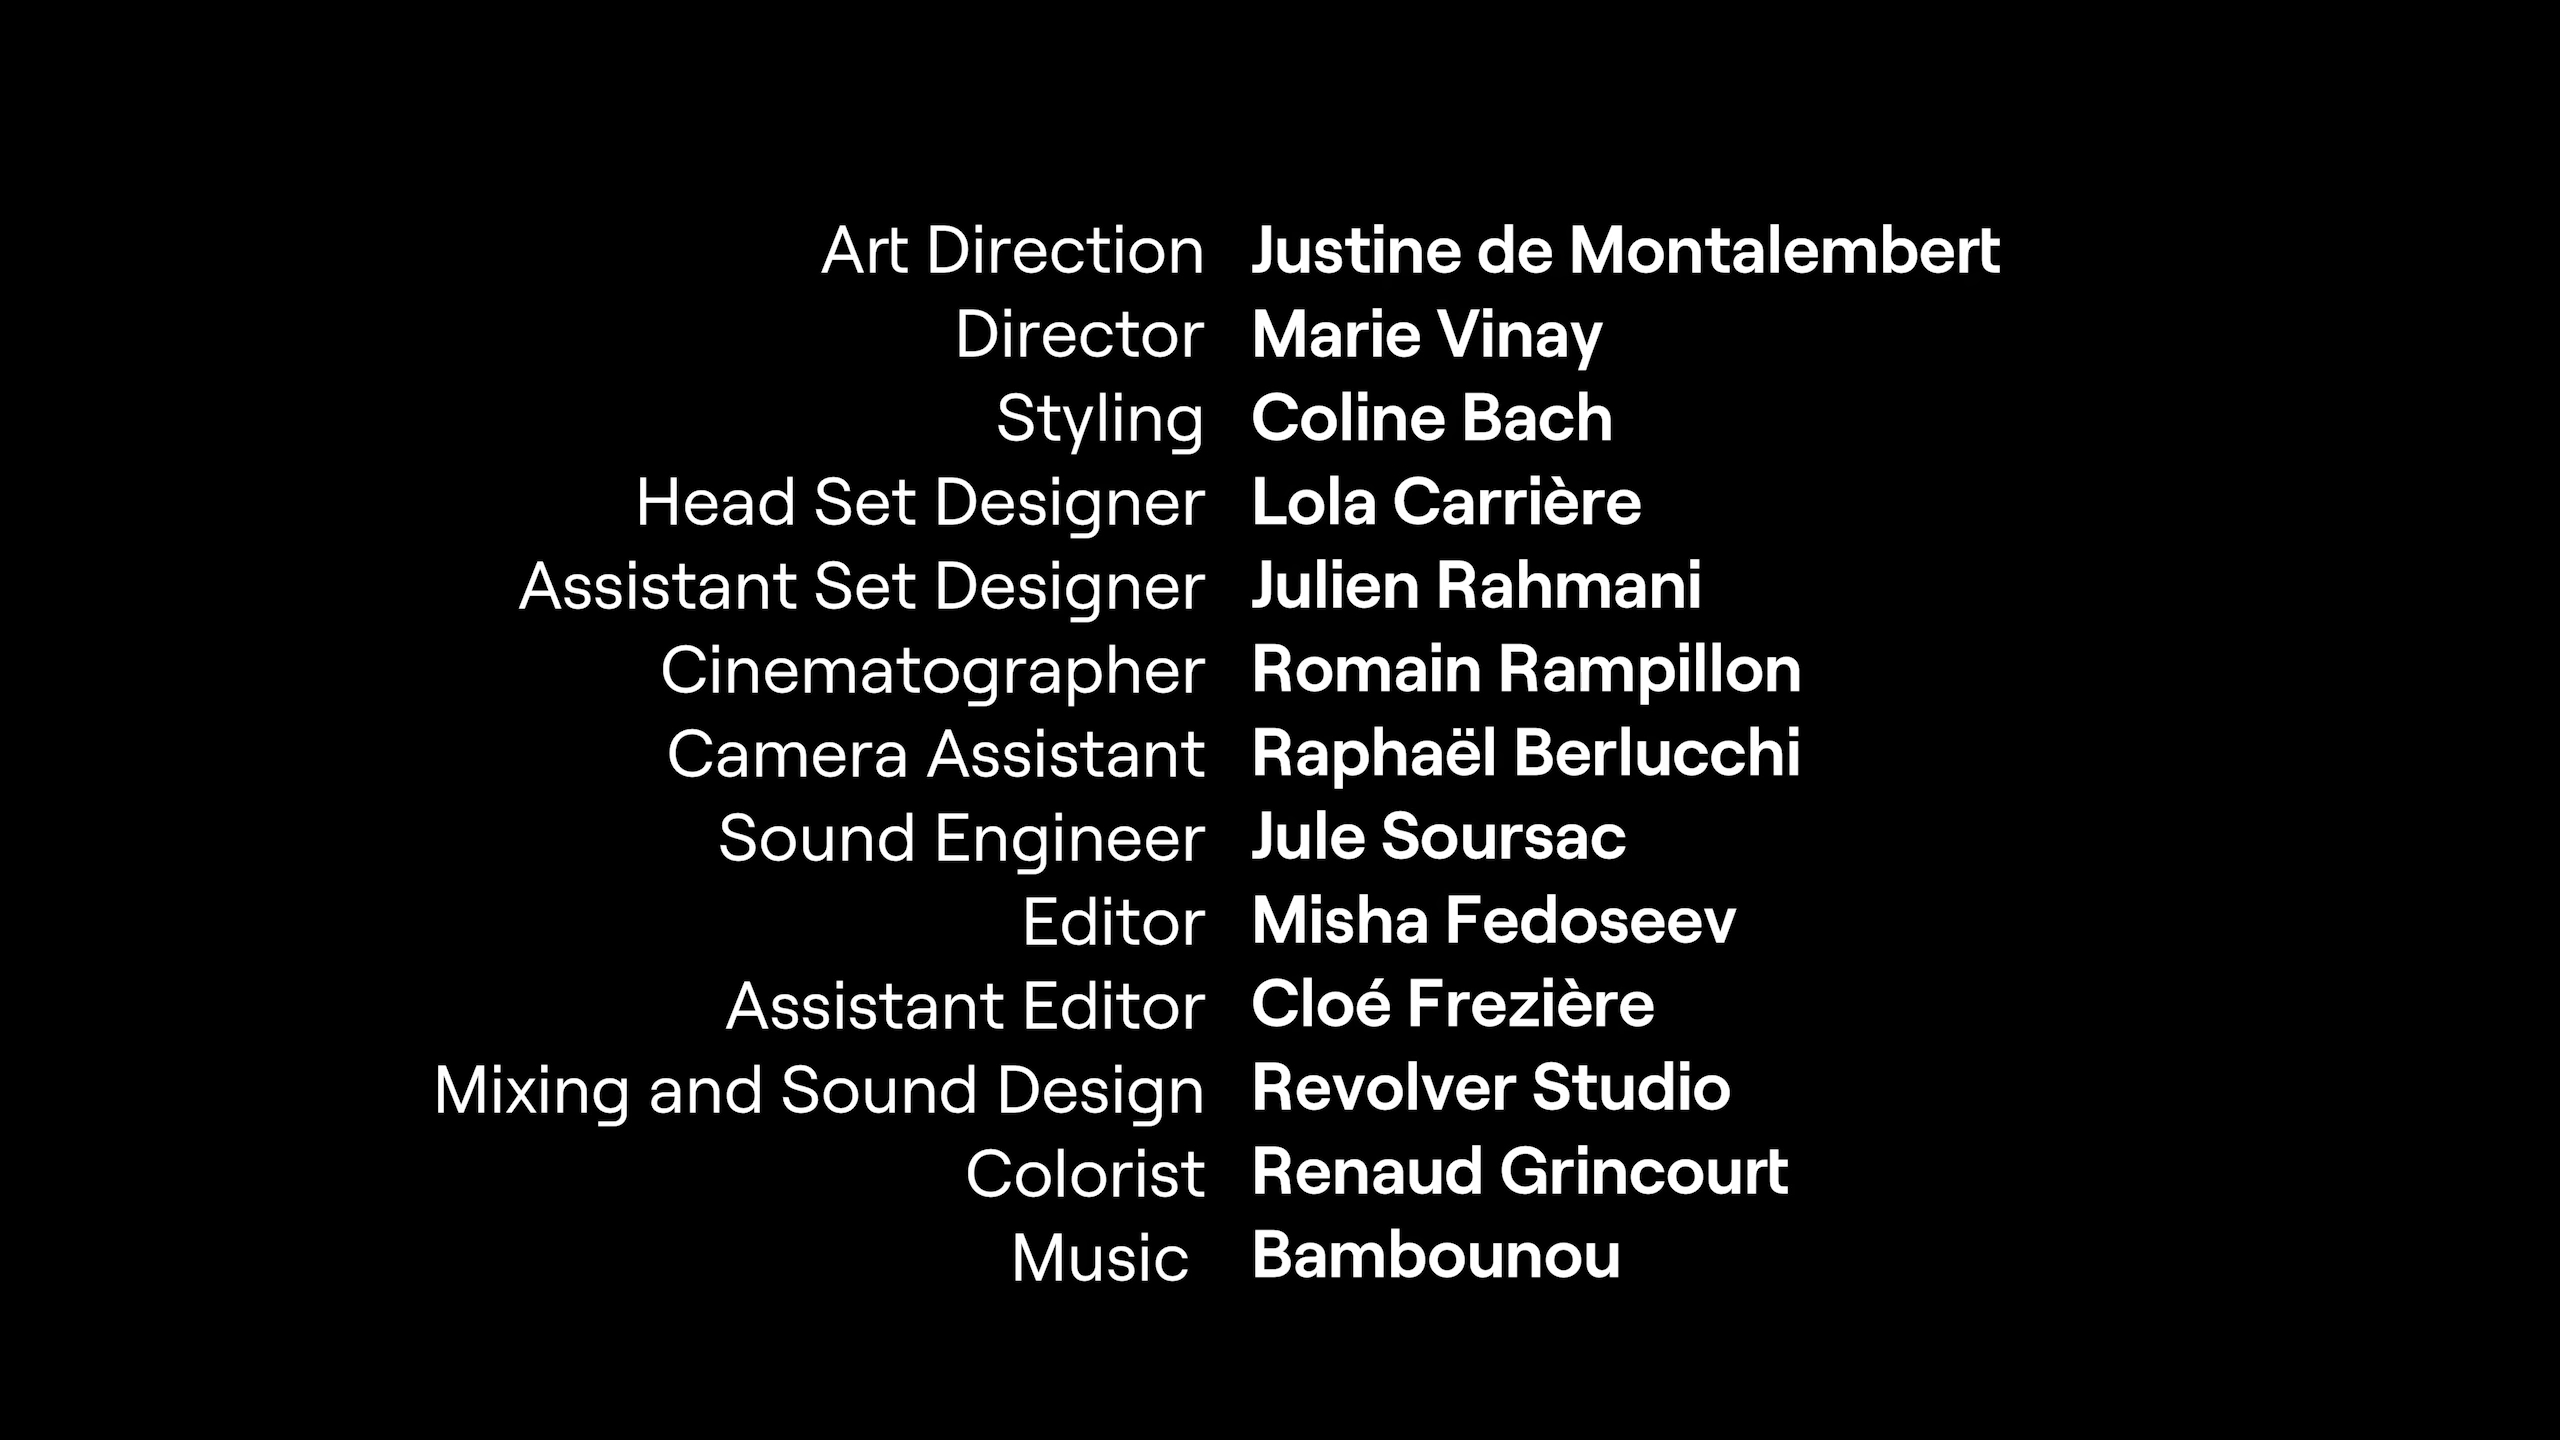 Art Direction Justine de Montalembert
Director Marie Vinay
Styling Coline Bach
Head Set Designer Lola Carrière
Assistant Set Designer Julien Rahmani
Cinematographer Romain Rampillon
Camera Assistant Raphaël Berlucchi
Sound Engineer Jule Soursac
Editor Misha Fedoseev
Assistant Editor Cloé Frezière
Mixing and Sound Design Revolver Studio
Colorist Renaud Grincourt
Music Bambounou